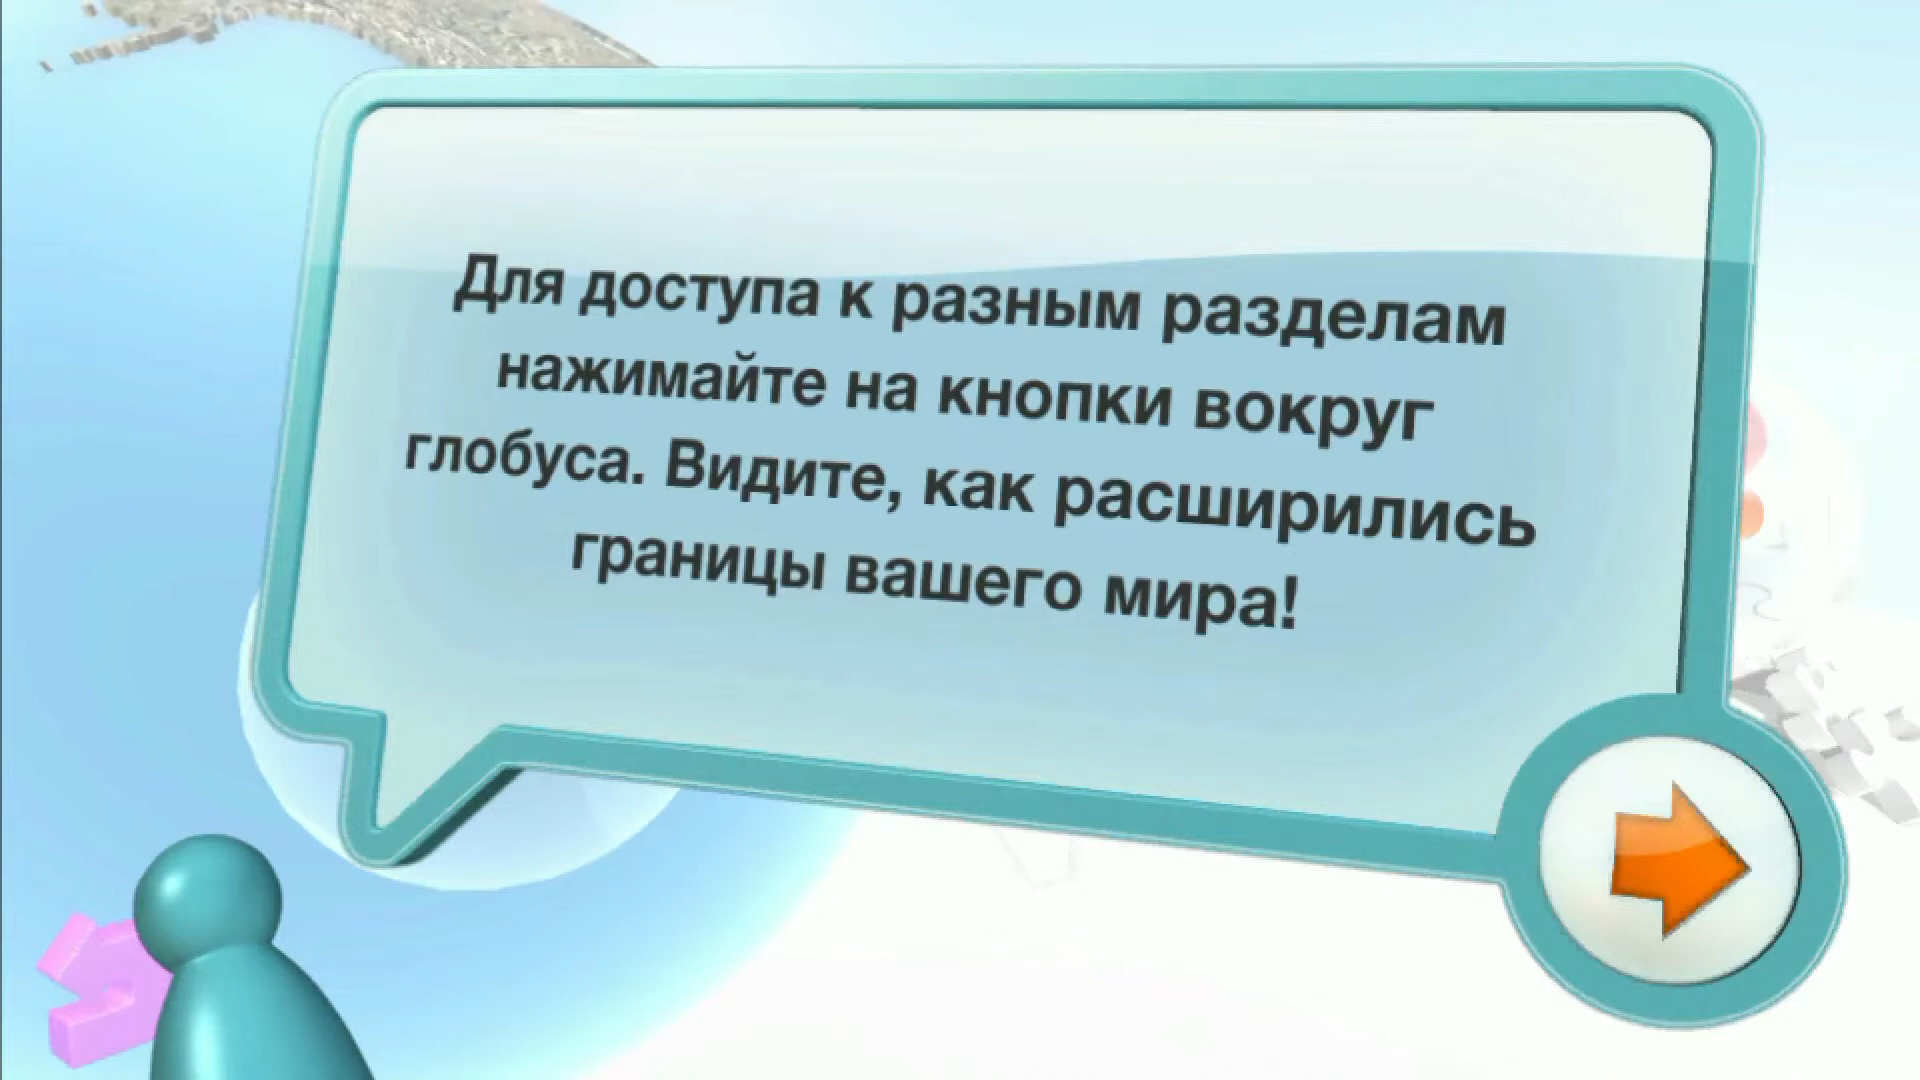 Для доступа к разным разделам
нажимайте на кнопки вокруг
глобуса. Видите, как расширились
границы вашего мира!